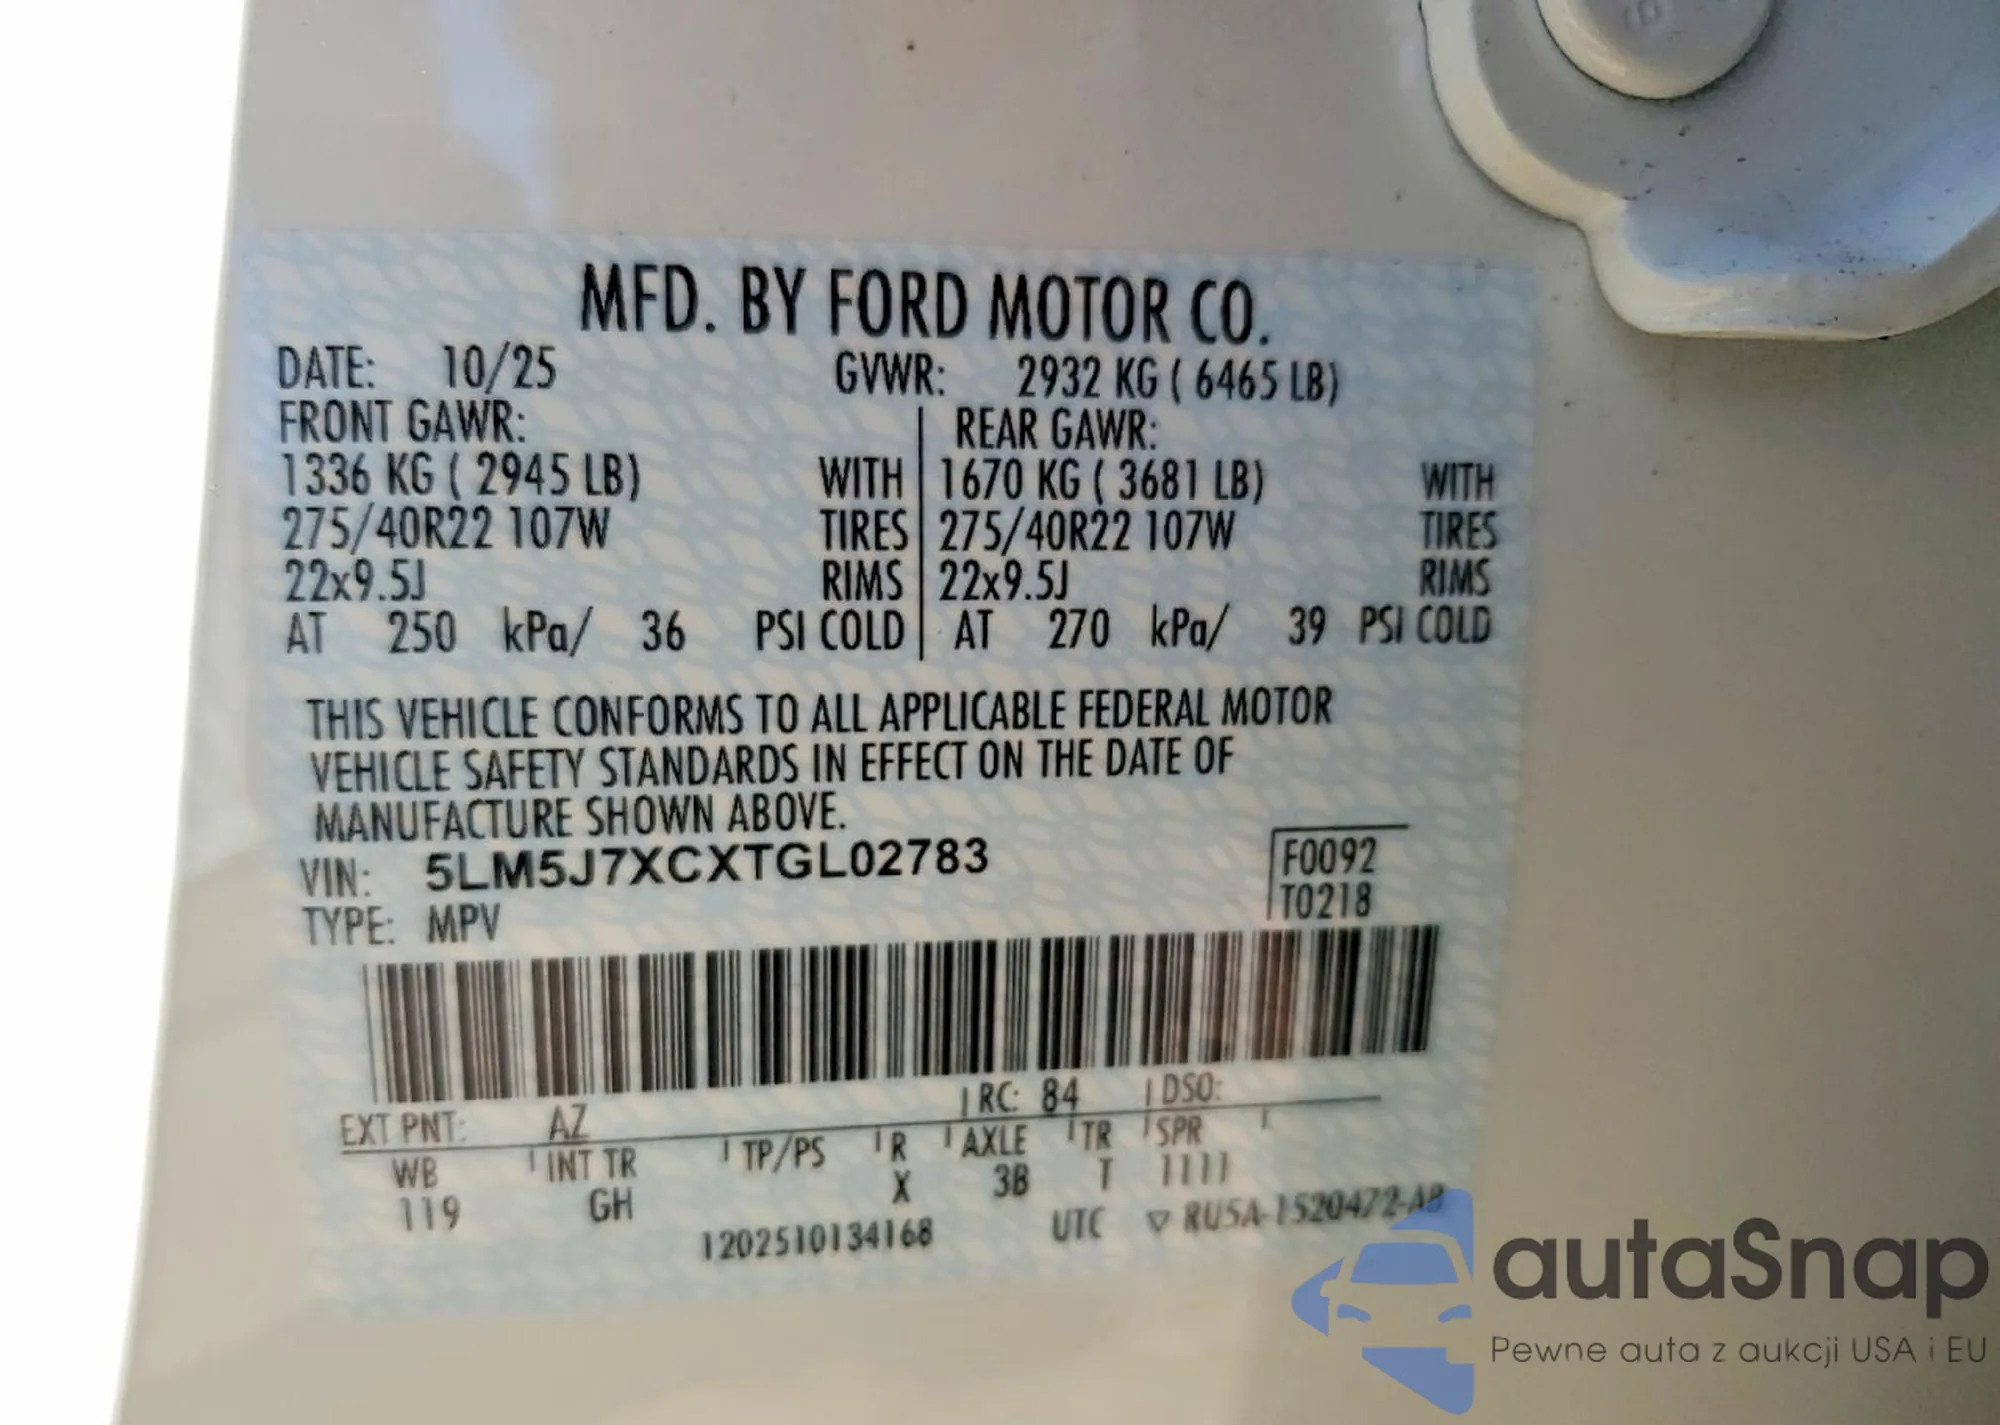 MFD. BY FORD MOTOR CO.
DATE: 10/25 GVWR: 2932 KG ( 6465 LB)
FRONT GAWR: REAR GAWR:
1336 KG ( 2945 LB) WITH 1670 KG ( 3681 LB) WITH
275/40R22 107W TIRES 275/40R22 107W TIRES
22x9.5J RIMS 22x9.5J RIMS
AT 250 kPa/ 36 PSI COLD AT 270 kPa/ 39 PSI COLD
THIS VEHICLE CONFORMS TO ALL APPLICABLE FEDERAL MOTOR
VEHICLE SAFETY STANDARDS IN EFFECT ON THE DATE OF
MANUFACTURE SHOWN ABOVE.
VIN: 5LM5J7XCXTGL02783 F0092
TYPE: MPV T0218
EXT PNT: AZ RC: 84 DSO:
WB INT TR TP/PS R AXLE TR SPR
119 GH X 3B T 1111
1202510134168 UTC ▽ RU5A-1520472-AB
autaSnap
Pewne auta z aukcji USA i EU